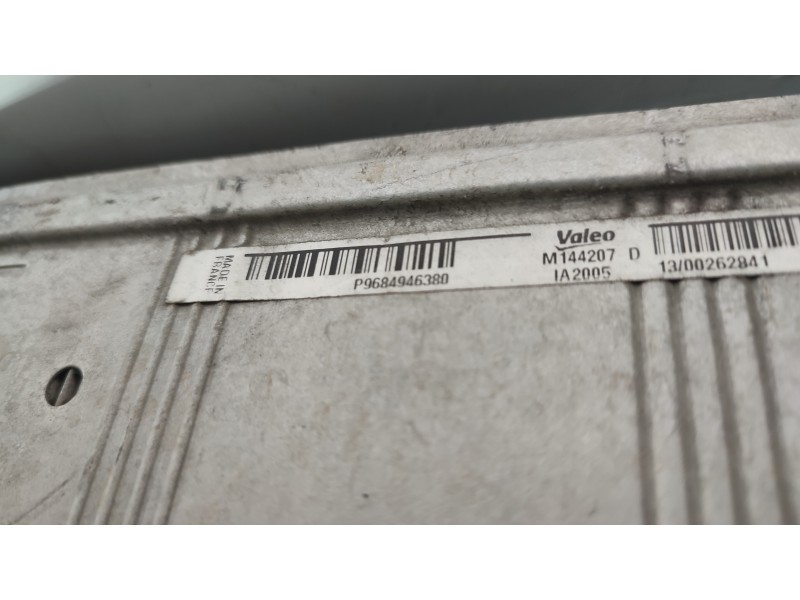 MADE IN
FRANCE
P9684946380
Valeo
M144207 D
IA2005
13/00262841